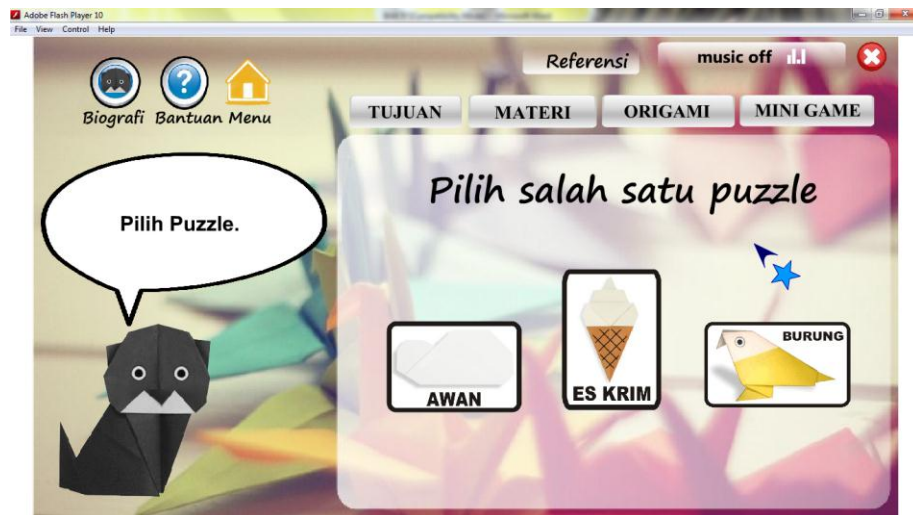 Adobe Flash Player 10
File View Control Help
Referensi
music off
Biografi Bantuan Menu
TUJUAN MATERI ORIGAMI MINI GAME
Pilih salah satu puzzle
Pilih Puzzle.
AWAN
ES KRIM
BURUNG